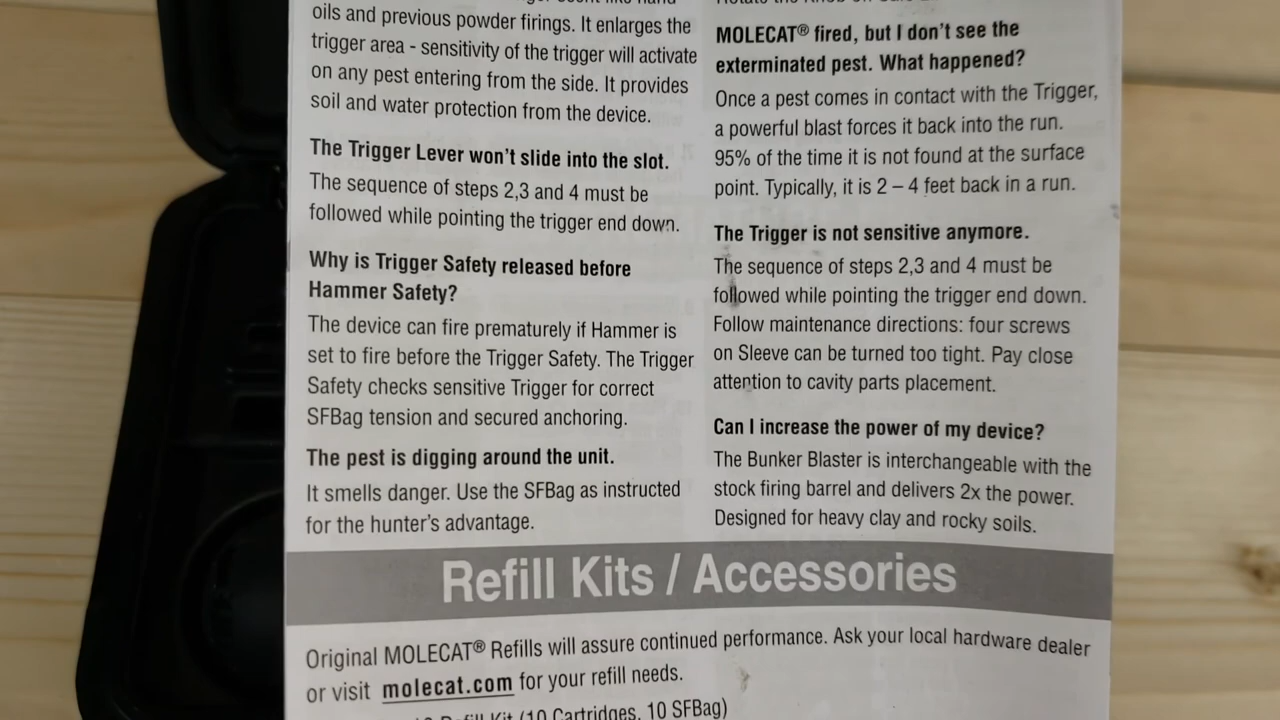 oils and previous powder firings. It enlarges the
trigger area - sensitivity of the trigger will activate
on any pest entering from the side. It provides
soil and water protection from the device.
The Trigger Lever won't slide into the slot.
The sequence of steps 2,3 and 4 must be
followed while pointing the trigger end down.
Why is Trigger Safety released before
Hammer Safety?
The device can fire prematurely if Hammer is
set to fire before the Trigger Safety. The Trigger
Safety checks sensitive Trigger for correct
SFBag tension and secured anchoring.
The pest is digging around the unit.
It smells danger. Use the SFBag as instructed
for the hunter's advantage.
MOLECAT® fired, but I don't see the
exterminated pest. What happened?
Once a pest comes in contact with the Trigger,
a powerful blast forces it back into the run.
95% of the time it is not found at the surface
point. Typically, it is 2 – 4 feet back in a run.
The Trigger is not sensitive anymore.
The sequence of steps 2,3 and 4 must be
followed while pointing the trigger end down.
Follow maintenance directions: four screws
on Sleeve can be turned too tight. Pay close
attention to cavity parts placement.
Can I increase the power of my device?
The Bunker Blaster is interchangeable with the
stock firing barrel and delivers 2x the power.
Designed for heavy clay and rocky soils.
Refill Kits / Accessories
Original MOLECAT® Refills will assure continued performance. Ask your local hardware dealer
or visit molecat.com for your refill needs.
Refill Kit (10 Cartridges, 10 SFBag)